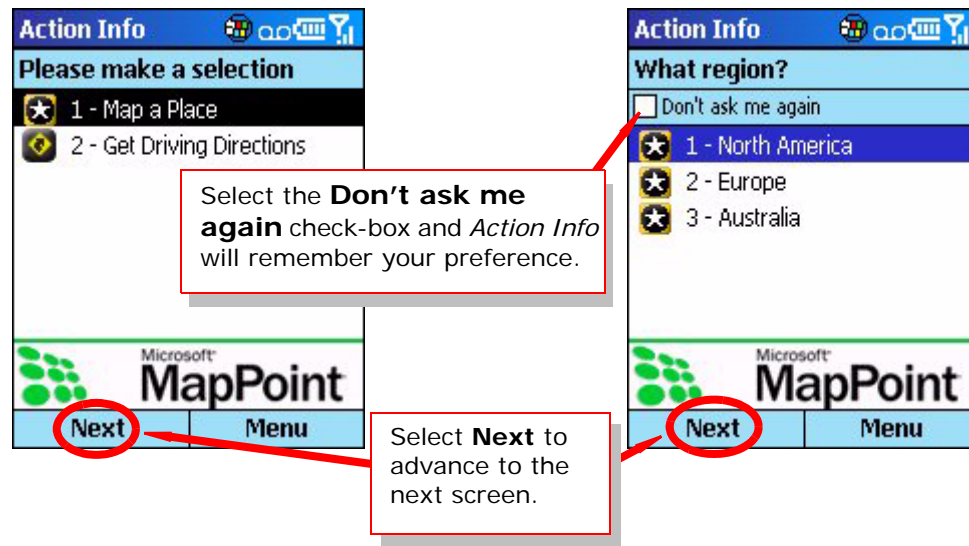 Action Info
Please make a selection
1 - Map a Place
2 - Get Driving Directions
Microsoft
MapPoint
Next
Menu
Select the Don't ask me
again check-box and Action Info
will remember your preference.
Select Next to
advance to the
next screen.
Action Info
What region?
Don't ask me again
1 - North America
2 - Europe
3 - Australia
Microsoft
MapPoint
Next
Menu